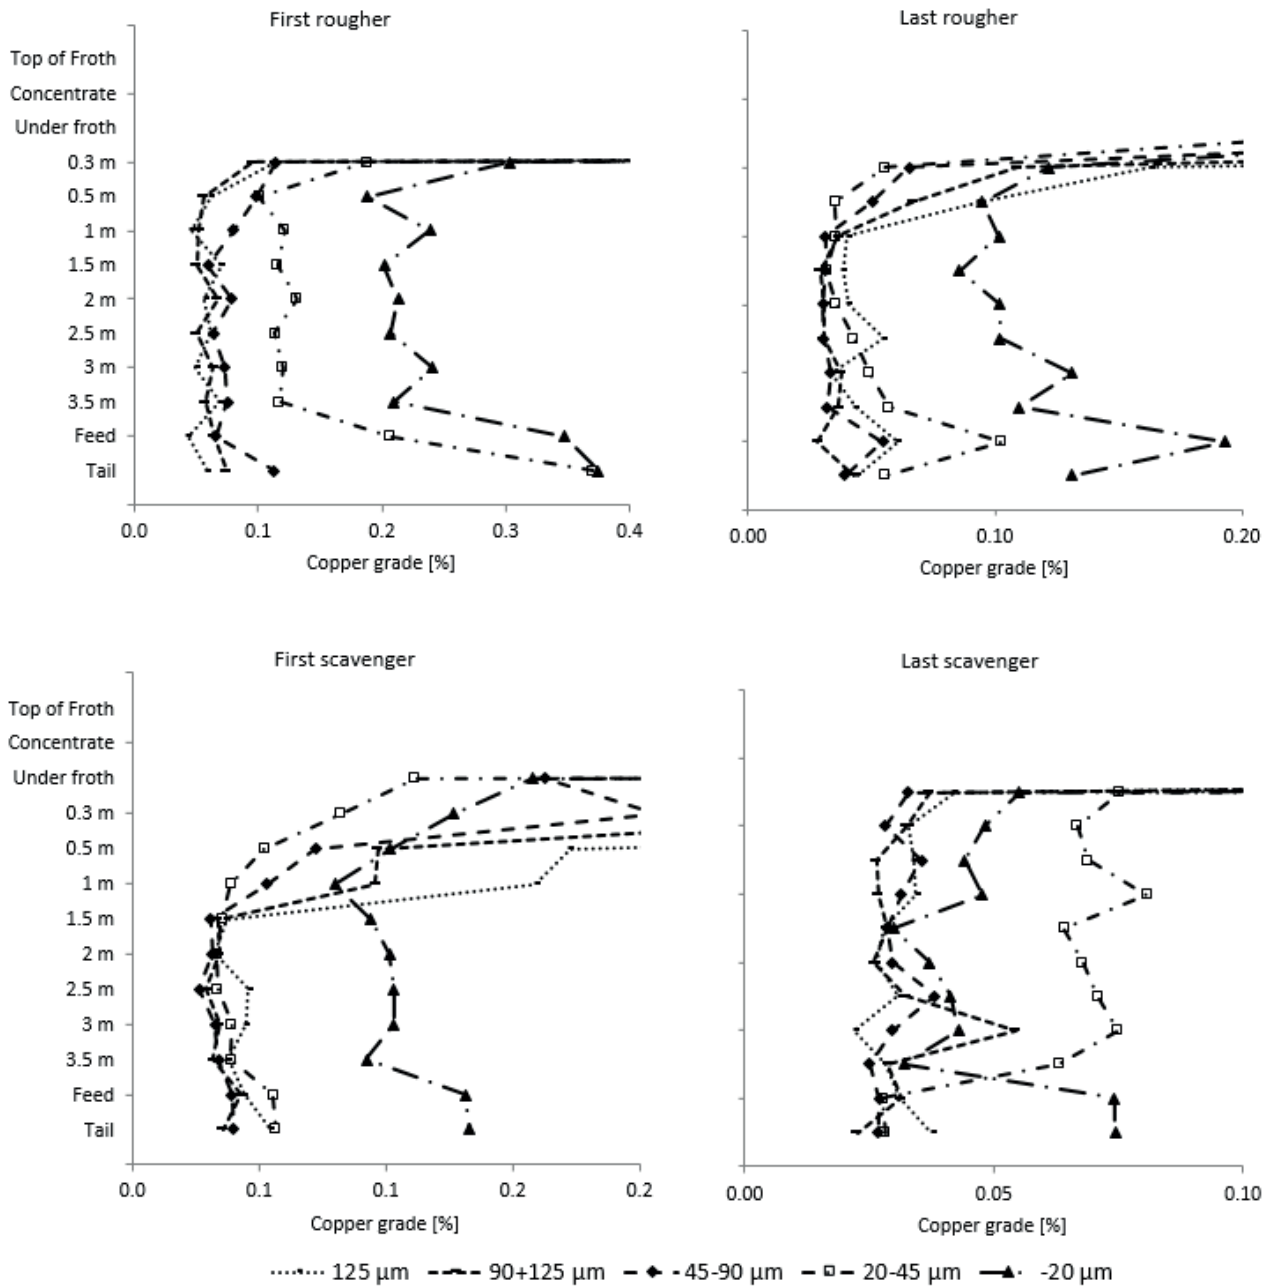 First rougher
Last rougher
Top of Froth
Concentrate
Under froth
0.3 m
0.5 m
1 m
1.5 m
2 m
2.5 m
3 m
3.5 m
Feed
Tail
0.0 0.1 0.2 0.3 0.4
Copper grade [%]
0.00 0.10 0.20
Copper grade [%]
First scavenger
Last scavenger
Top of Froth
Concentrate
Under froth
0.3 m
0.5 m
1 m
1.5 m
2 m
2.5 m
3 m
3.5 m
Feed
Tail
0.0 0.1 0.1 0.2 0.2
Copper grade [%]
0.00 0.05 0.10
Copper grade [%]
125 µm 90+125 µm 45-90 µm 20-45 µm -20 µm